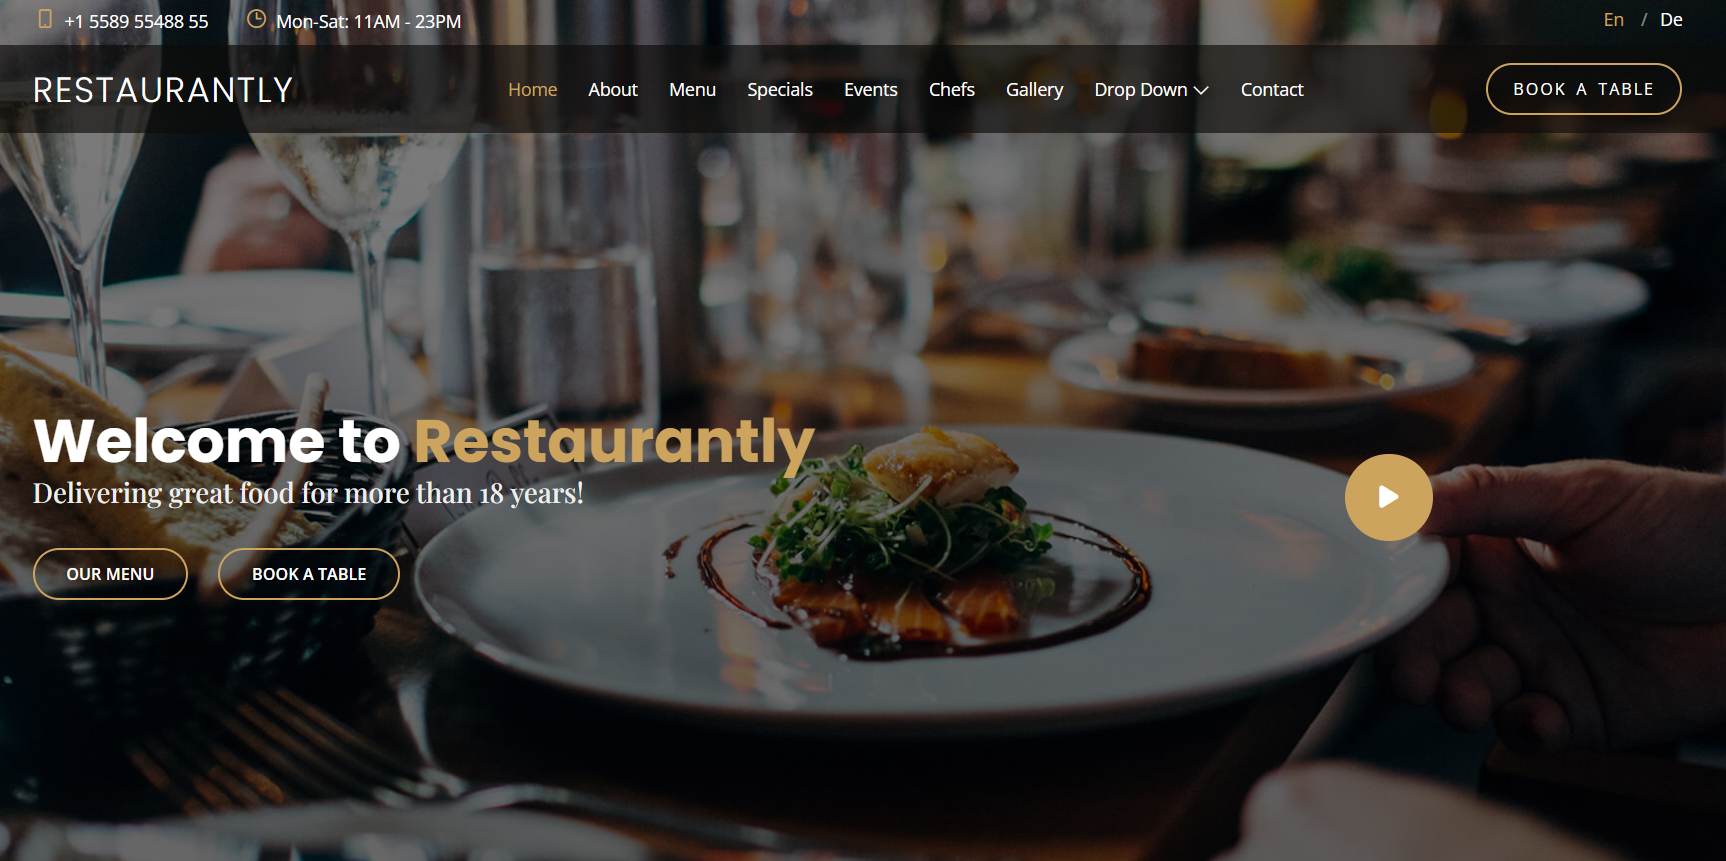 +1 5589 55488 55 Mon-Sat: 11AM - 23PM En / De
RESTAURANTLY Home About Menu Specials Events Chefs Gallery Drop Down Contact BOOK A TABLE
Welcome to Restaurantly
Delivering great food for more than 18 years!
OUR MENU BOOK A TABLE